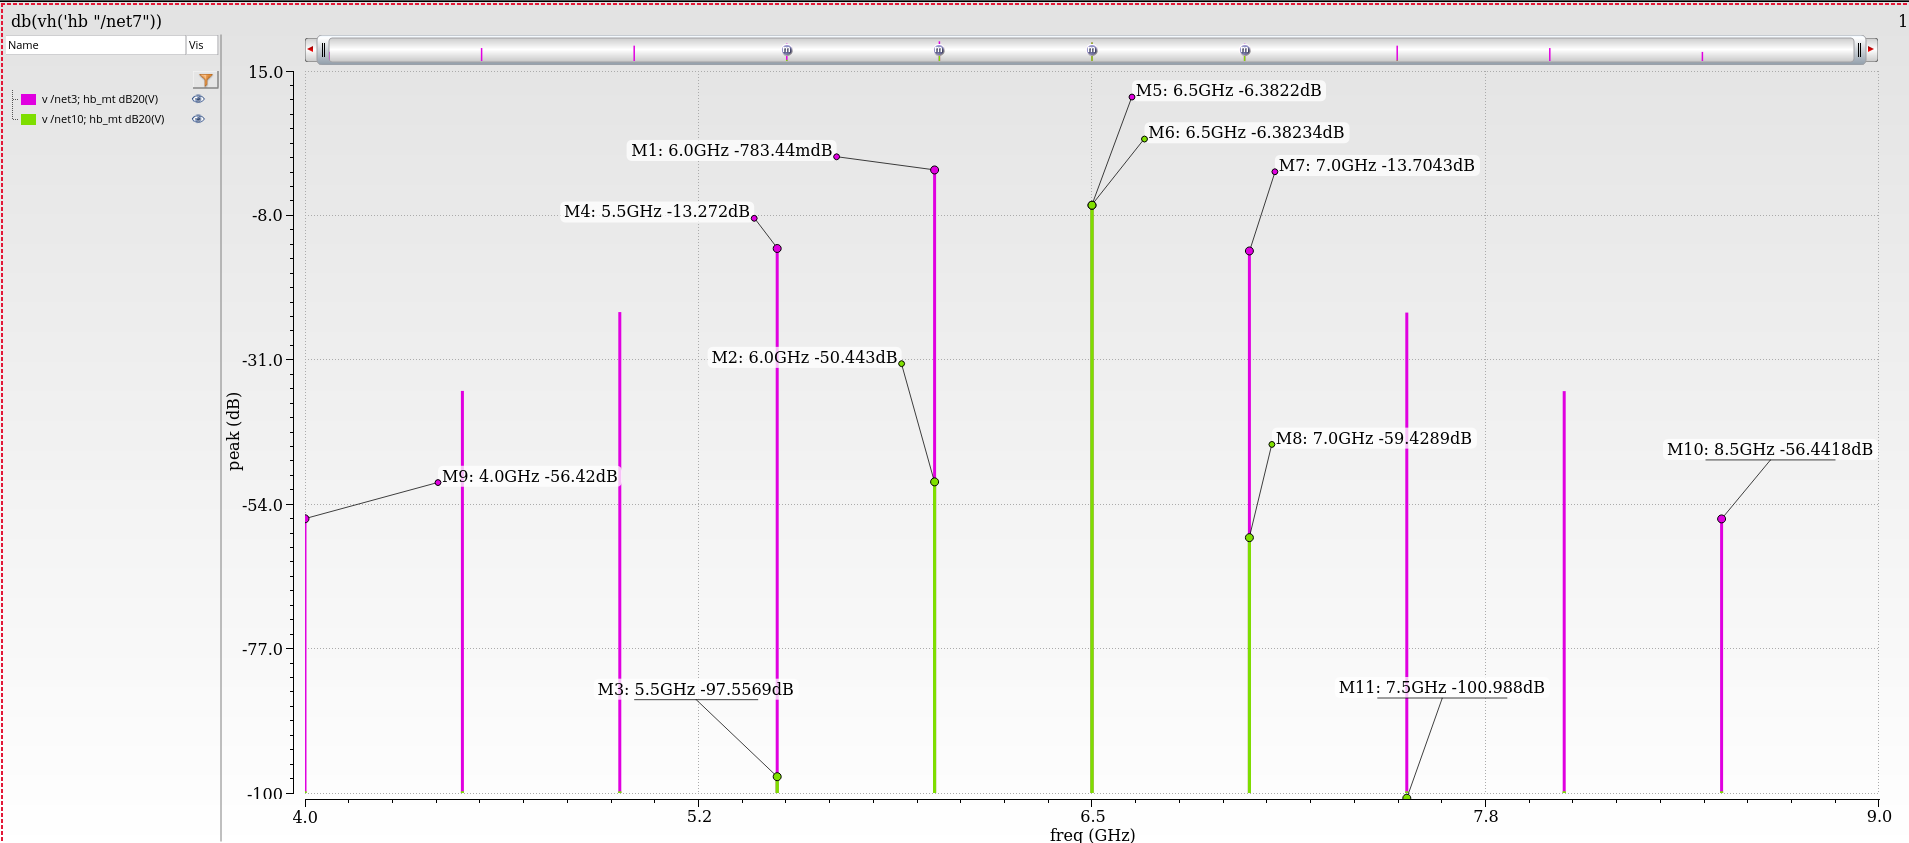 db(vh('hb "/net7"))
1
Name
Vis
v /net3; hb_mt dB20(V)
v /net10; hb_mt dB20(V)
15.0
-8.0
-31.0
-54.0
-77.0
-100
peak (dB)
M5: 6.5GHz -6.3822dB
M6: 6.5GHz -6.38234dB
M1: 6.0GHz -783.44mdB
M7: 7.0GHz -13.7043dB
M4: 5.5GHz -13.272dB
M2: 6.0GHz -50.443dB
M8: 7.0GHz -59.4289dB
M10: 8.5GHz -56.4418dB
M9: 4.0GHz -56.42dB
M3: 5.5GHz -97.5569dB
M11: 7.5GHz -100.988dB
4.0
5.2
6.5
7.8
9.0
freq (GHz)